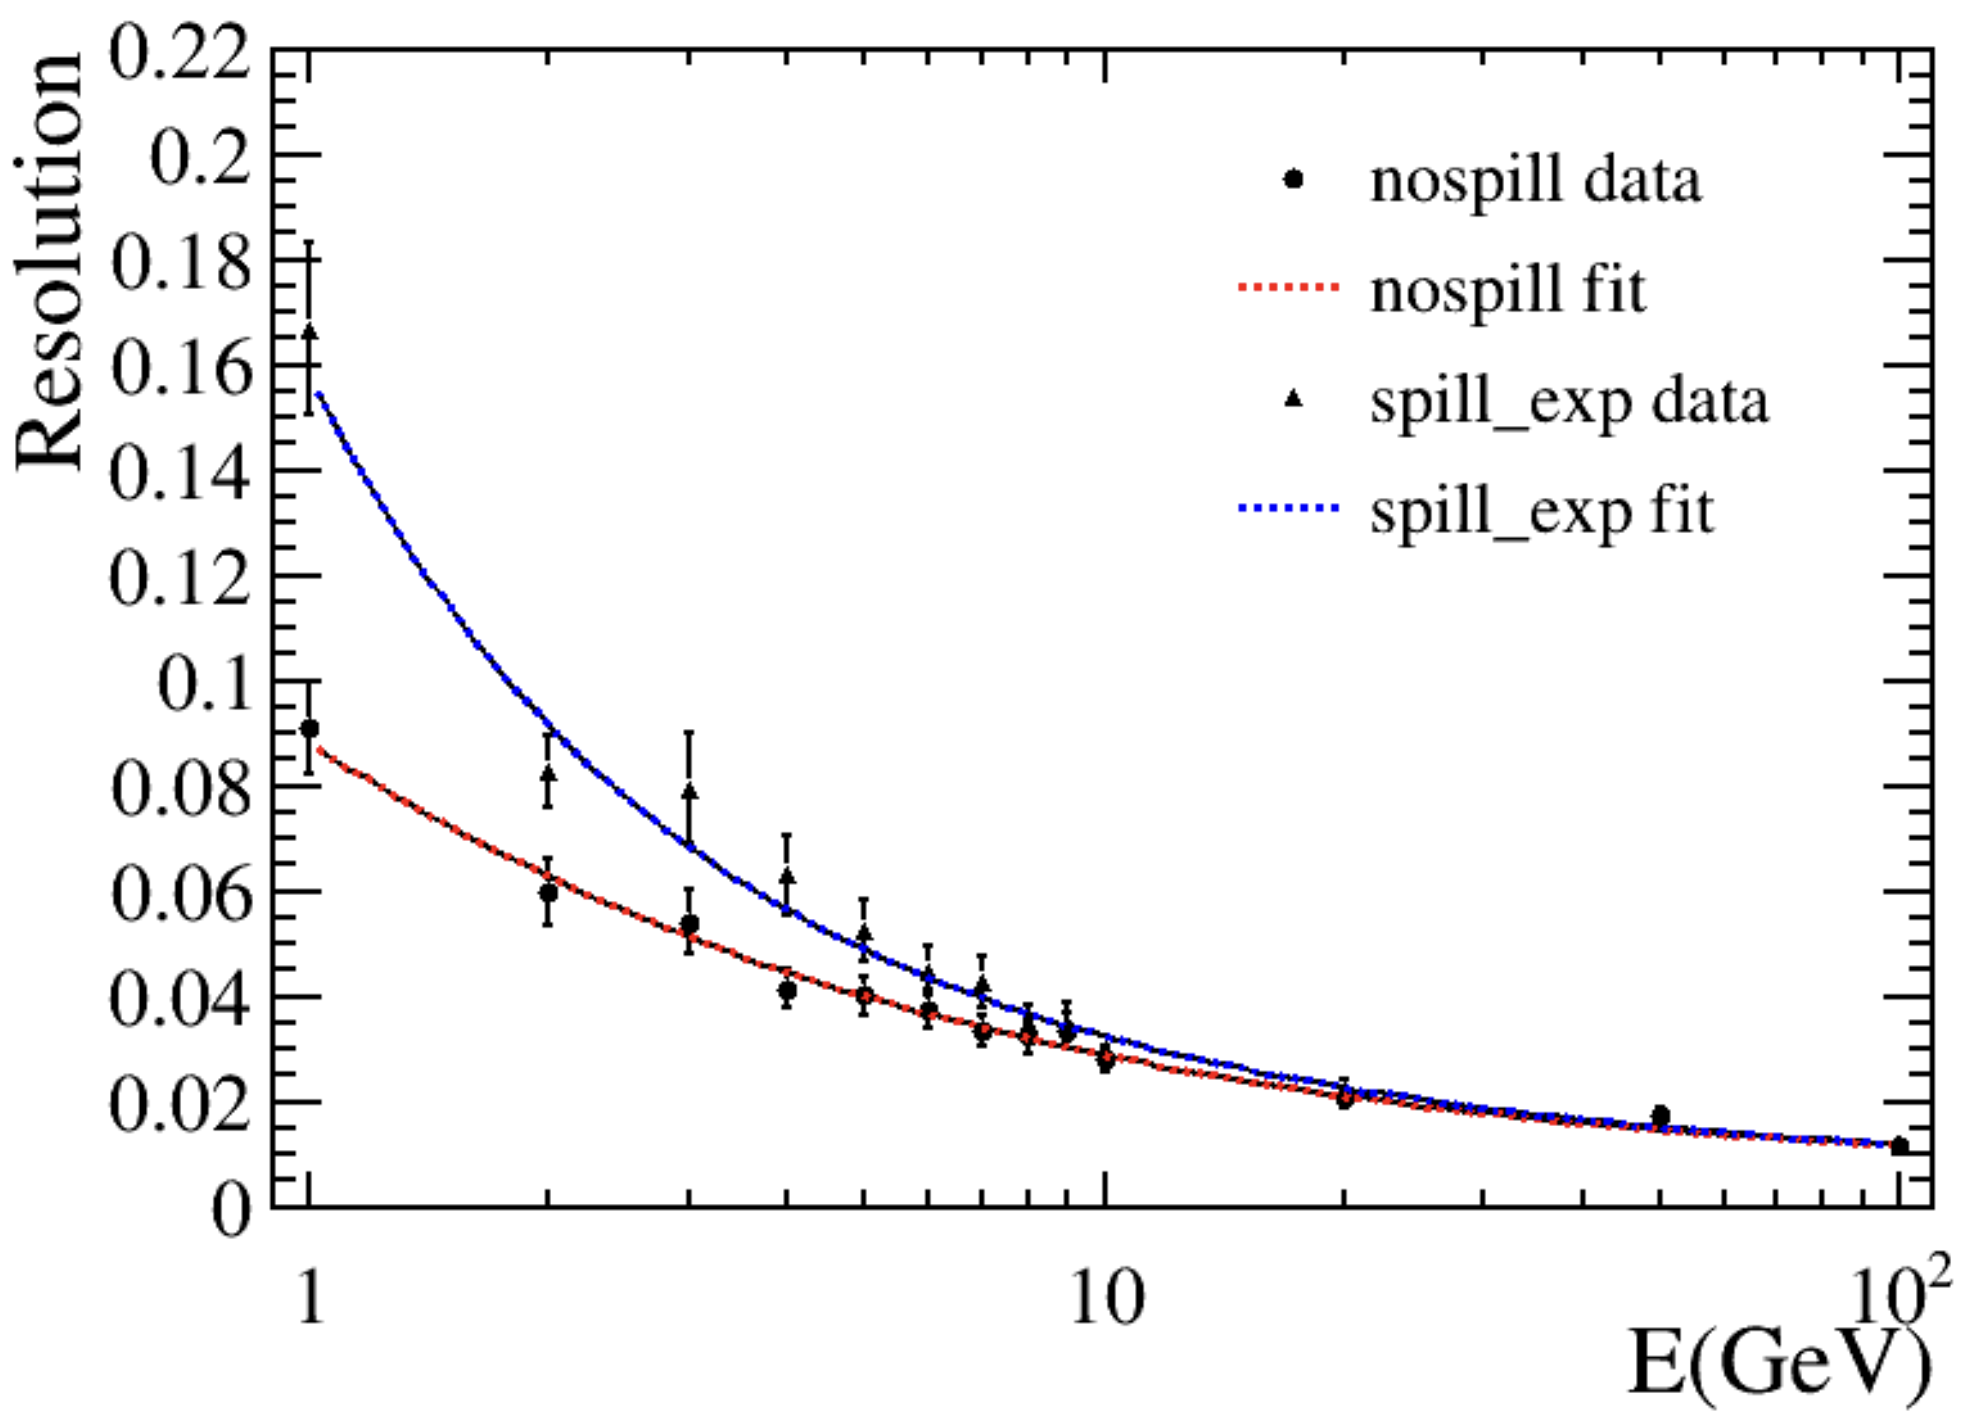 Resolution
0.22
0.2
0.18
0.16
0.14
0.12
0.1
0.08
0.06
0.04
0.02
0
nospill data
nospill fit
spill_exp data
spill_exp fit
1
10
10²
E(GeV)